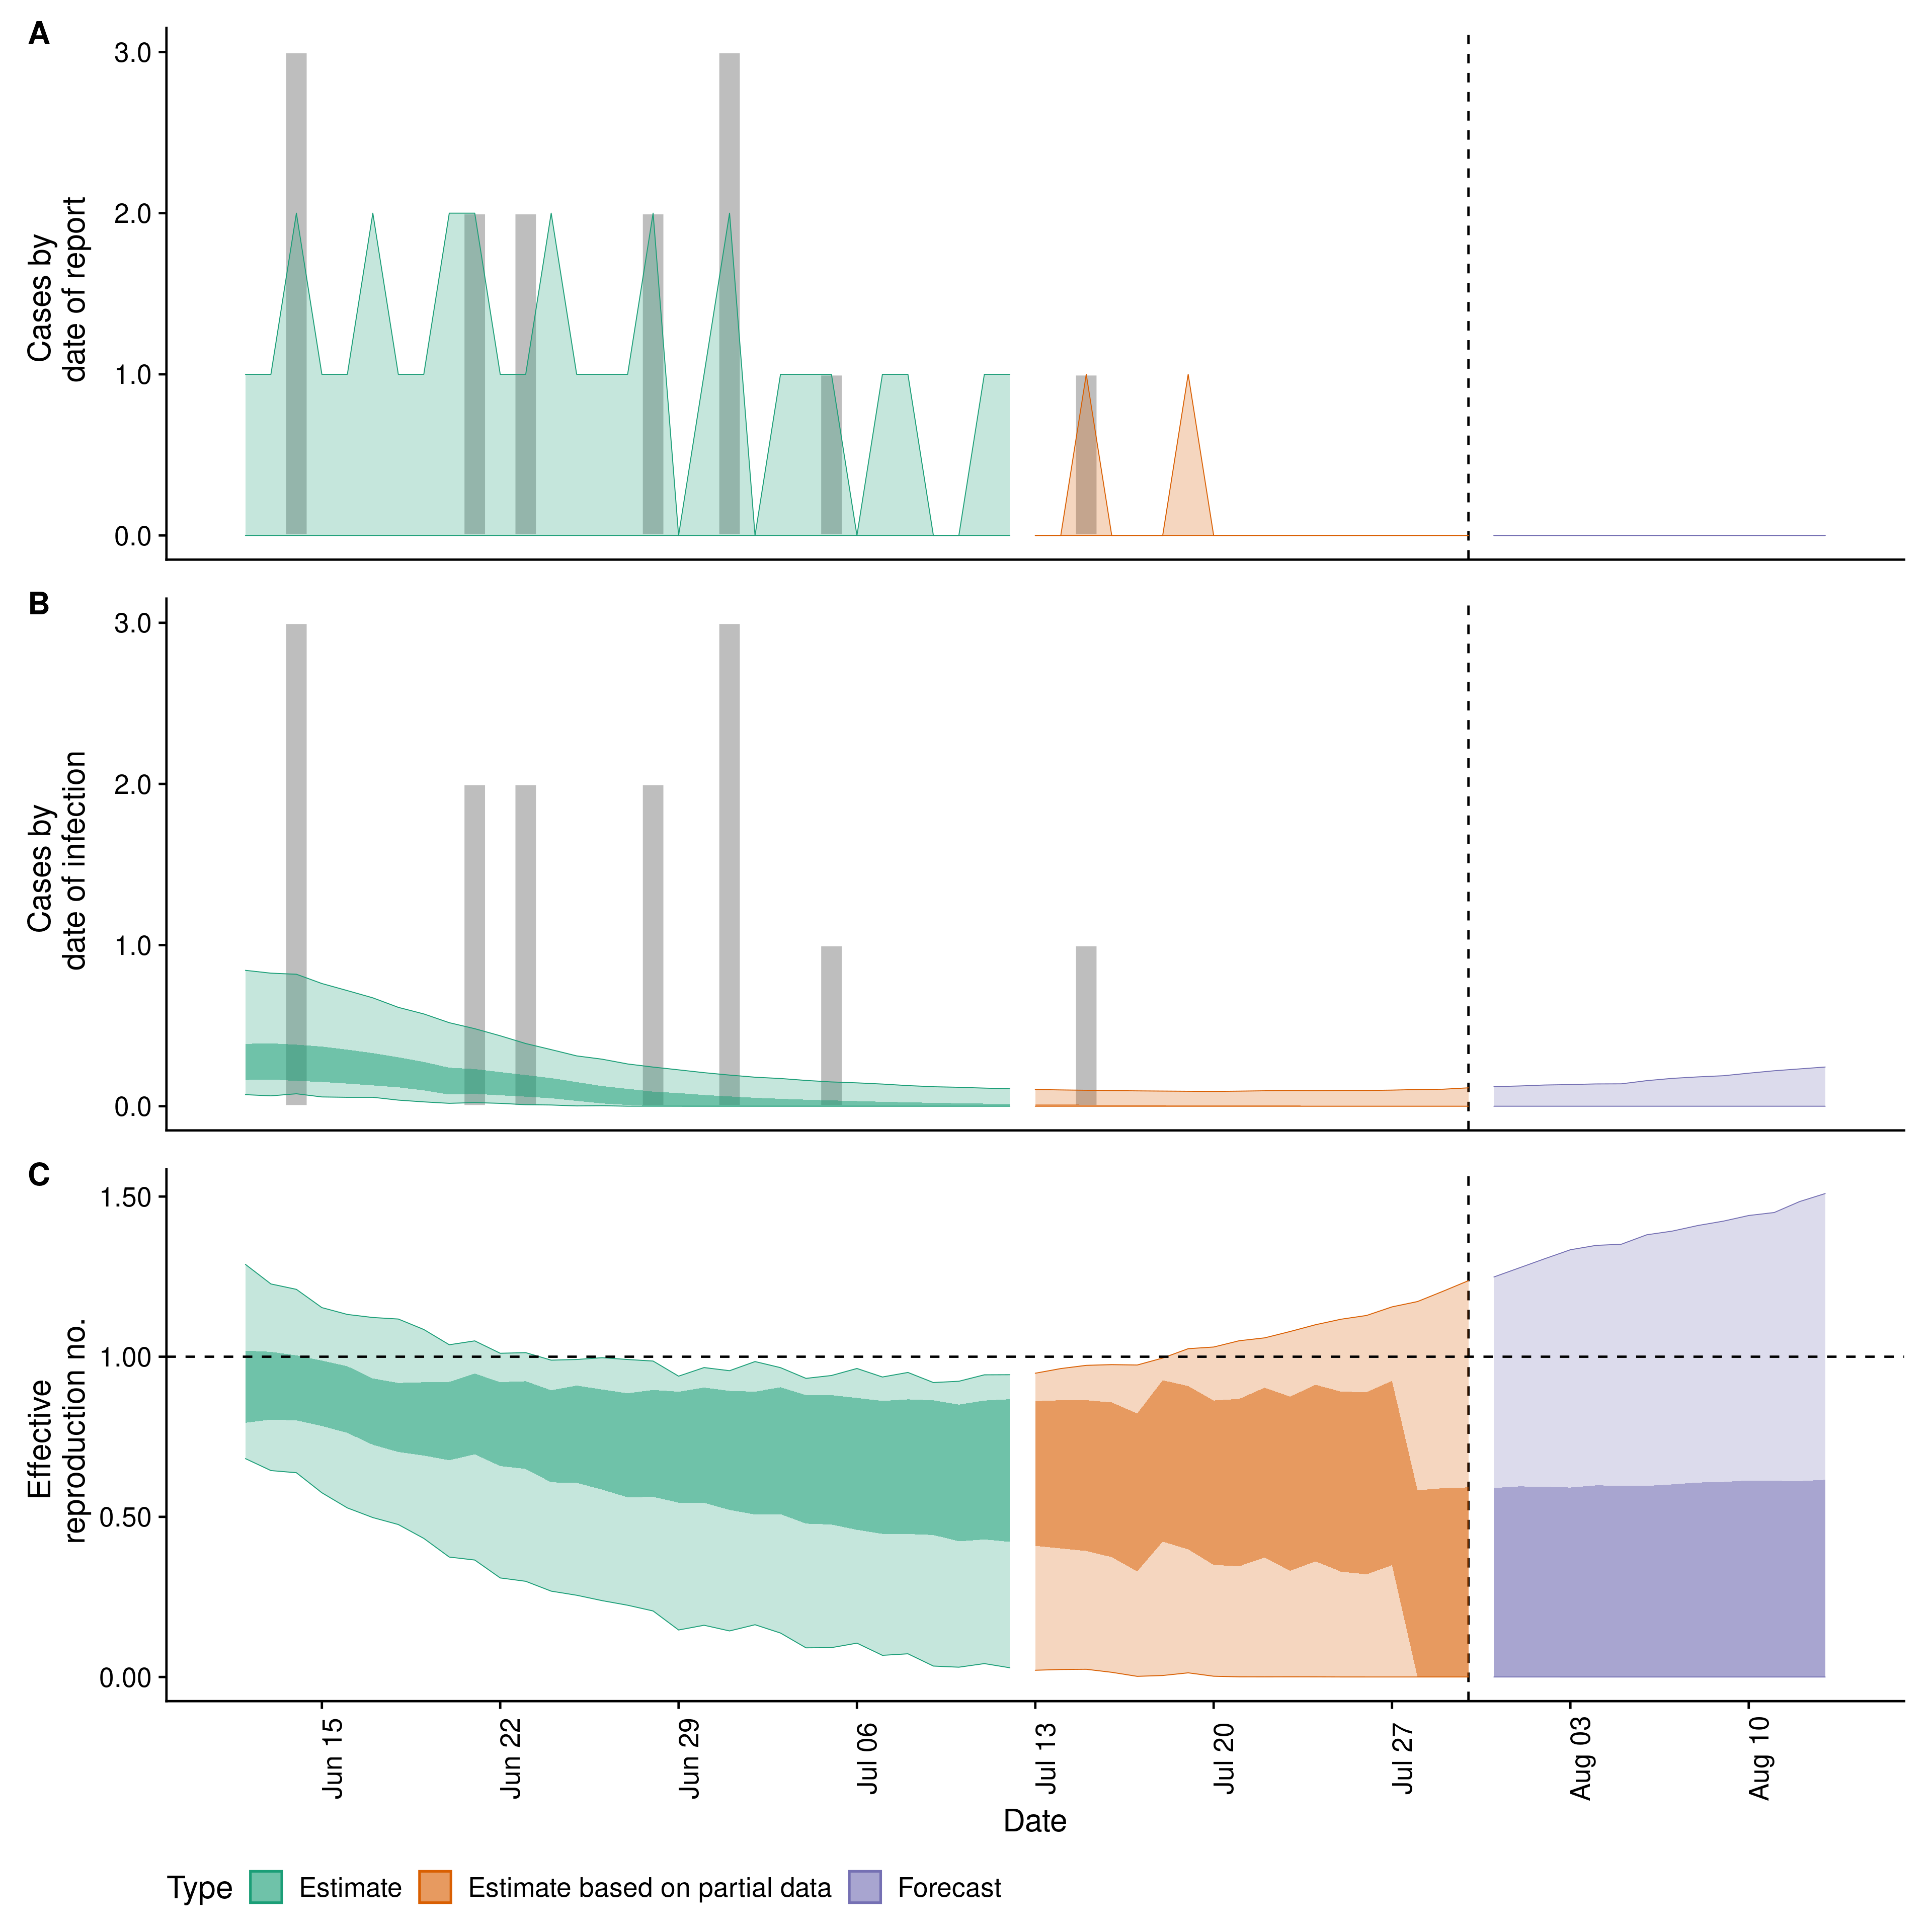 A
3.0
2.0
1.0
0.0
Cases by
date of report
B
3.0
2.0
1.0
0.0
Cases by
date of infection
C
1.50
1.00
0.50
0.00
Effective
reproduction no.
Jun 15
Jun 22
Jun 29
Jul 06
Jul 13
Jul 20
Jul 27
Aug 03
Aug 10
Date
Type Estimate Estimate based on partial data Forecast